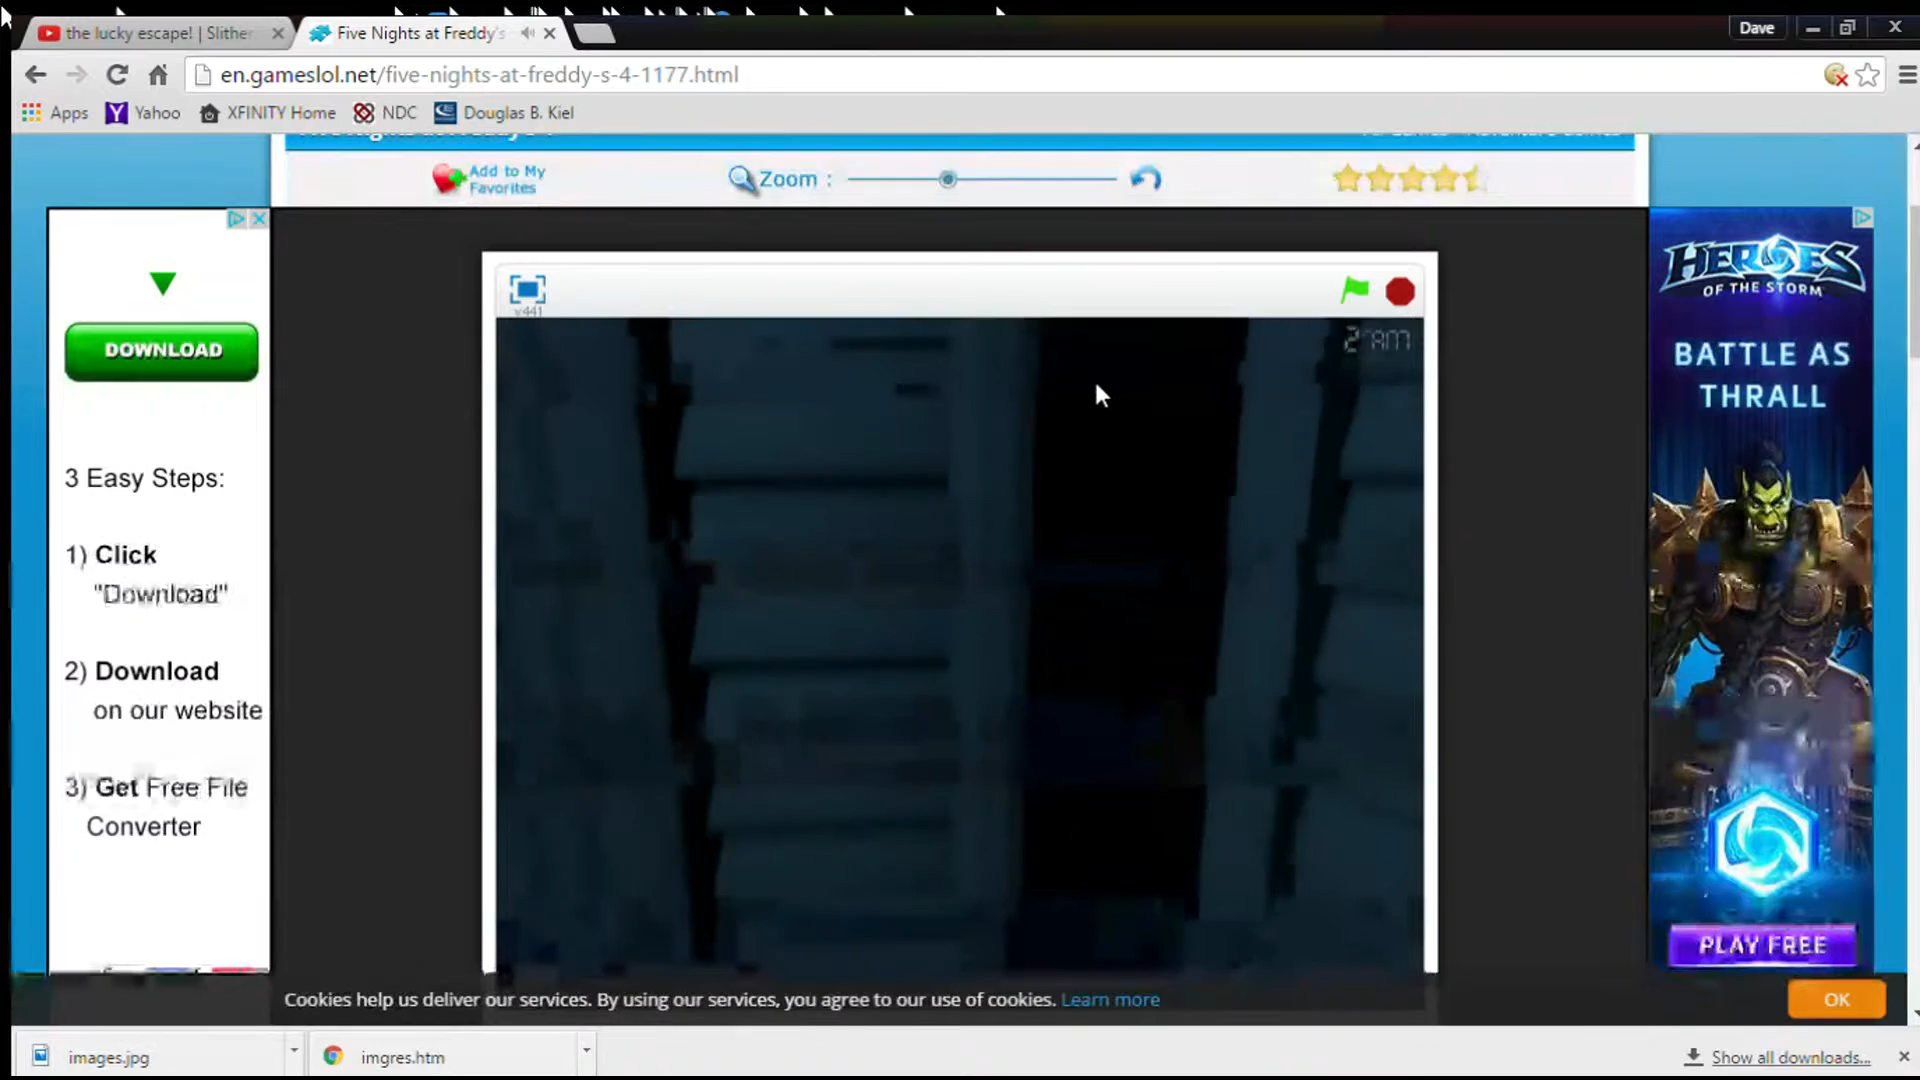 the lucky escape! | Slither
Five Nights at Freddy's
Dave
en.gameslol.net/five-nights-at-freddy-s-4-1177.html
Apps
Yahoo
XFINITY Home
NDC
Douglas B. Kiel
Add to My
Favorites
Zoom :
DOWNLOAD
3 Easy Steps:
1) Click
"Download"
2) Download
on our website
3) Get Free File
Converter
v441
2 AM
HEROES
OF THE STORM
BATTLE AS
THRALL
PLAY FREE
Cookies help us deliver our services. By using our services, you agree to our use of cookies. Learn more
OK
images.jpg
imgres.htm
Show all downloads...